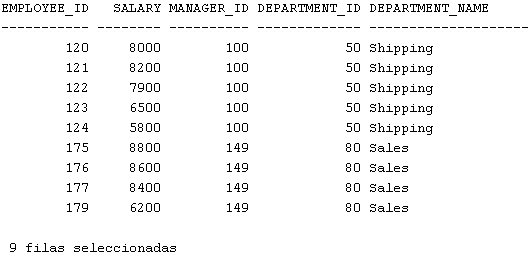 EMPLOYEE_ID SALARY MANAGER_ID DEPARTMENT_ID DEPARTMENT_NAME
----------- -------- ---------- ------------- --------------------
120 8000 100 50 Shipping
121 8200 100 50 Shipping
122 7900 100 50 Shipping
123 6500 100 50 Shipping
124 5800 100 50 Shipping
175 8800 149 80 Sales
176 8600 149 80 Sales
177 8400 149 80 Sales
179 6200 149 80 Sales
9 filas seleccionadas